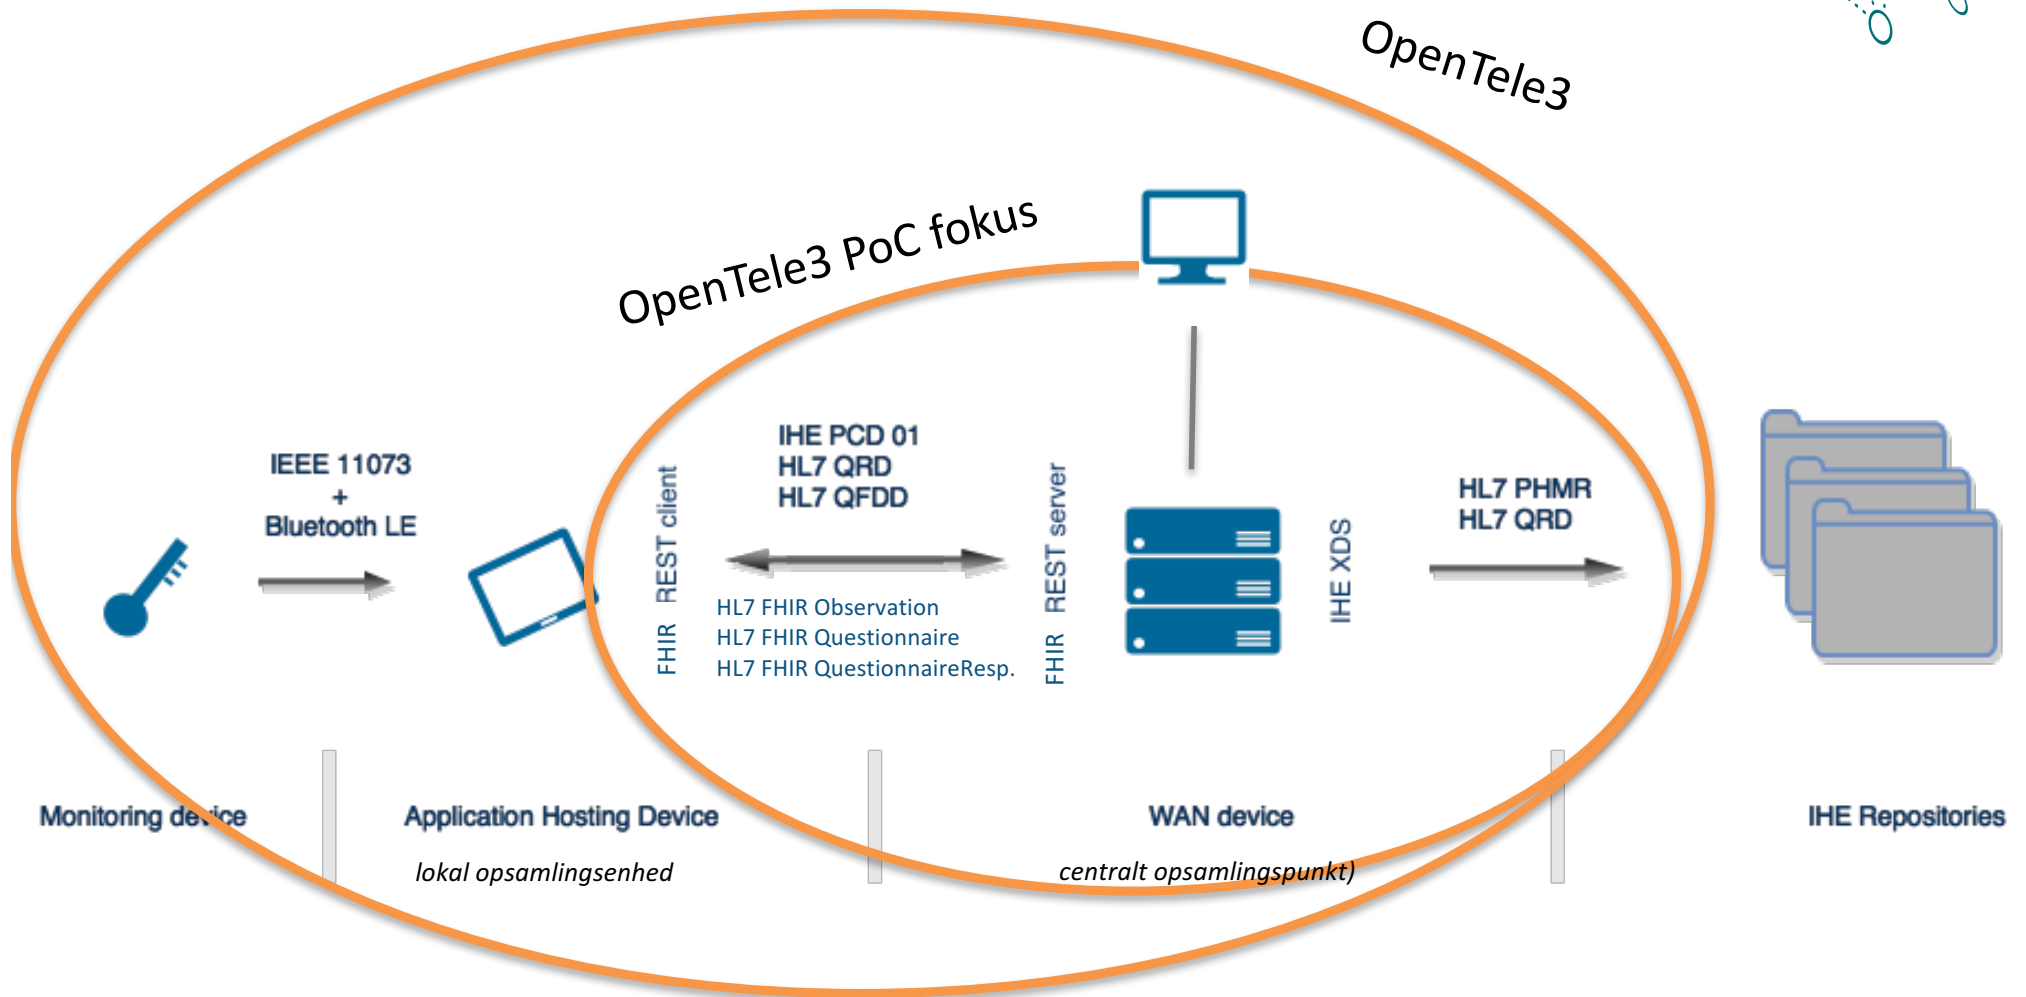 OpenTele3
OpenTele3 PoC fokus
IEEE 11073
+
Bluetooth LE
FHIR REST client
IHE PCD 01
HL7 QRD
HL7 QFDD
HL7 FHIR Observation
HL7 FHIR Questionnaire
HL7 FHIR QuestionnaireResp.
FHIR REST server
IHE XDS
HL7 PHMR
HL7 QRD
Monitoring device
Application Hosting Device
WAN device
IHE Repositories
lokal opsamlingsenhed
centralt opsamlingspunkt)